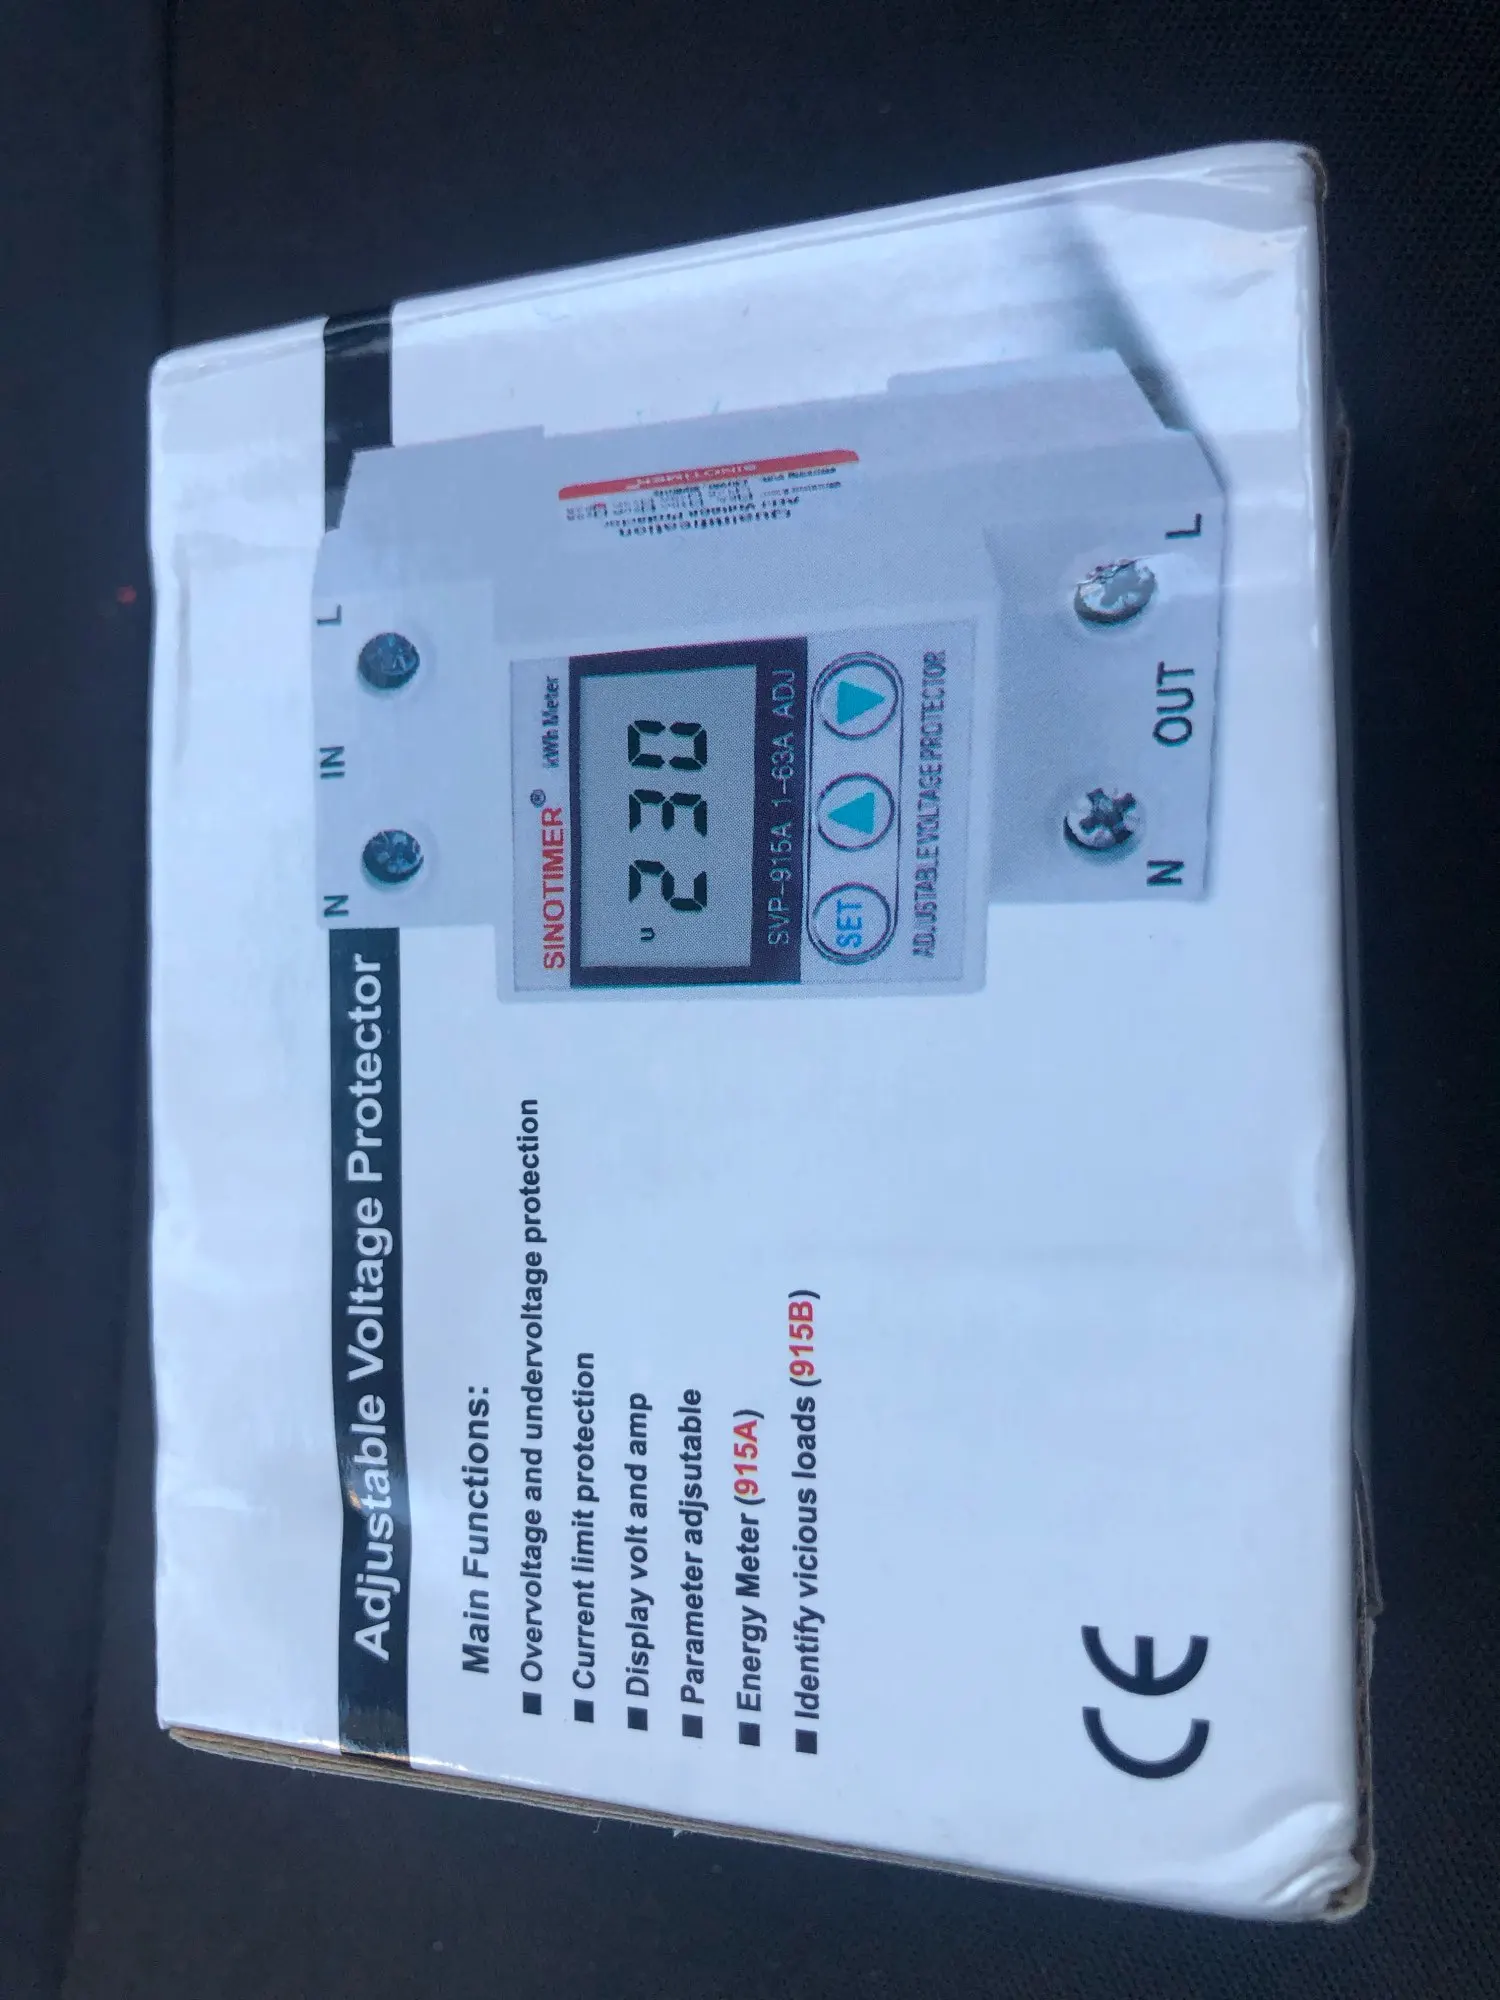 Adjustable Voltage Protector
Main Functions:
■ Overvoltage and undervoltage protection
■ Current limit protection
■ Display volt and amp
■ Parameter adjsutable
■ Energy Meter (915A)
■ Identify vicious loads (915B)
CE
N IN L
SINOTIMER® kWh Meter
U
230
SVP-915A 1-63A ADJ
SET
ADJUSTABLE VOLTAGE PROTECTOR
N OUT L
Qualification
SINOTIMER